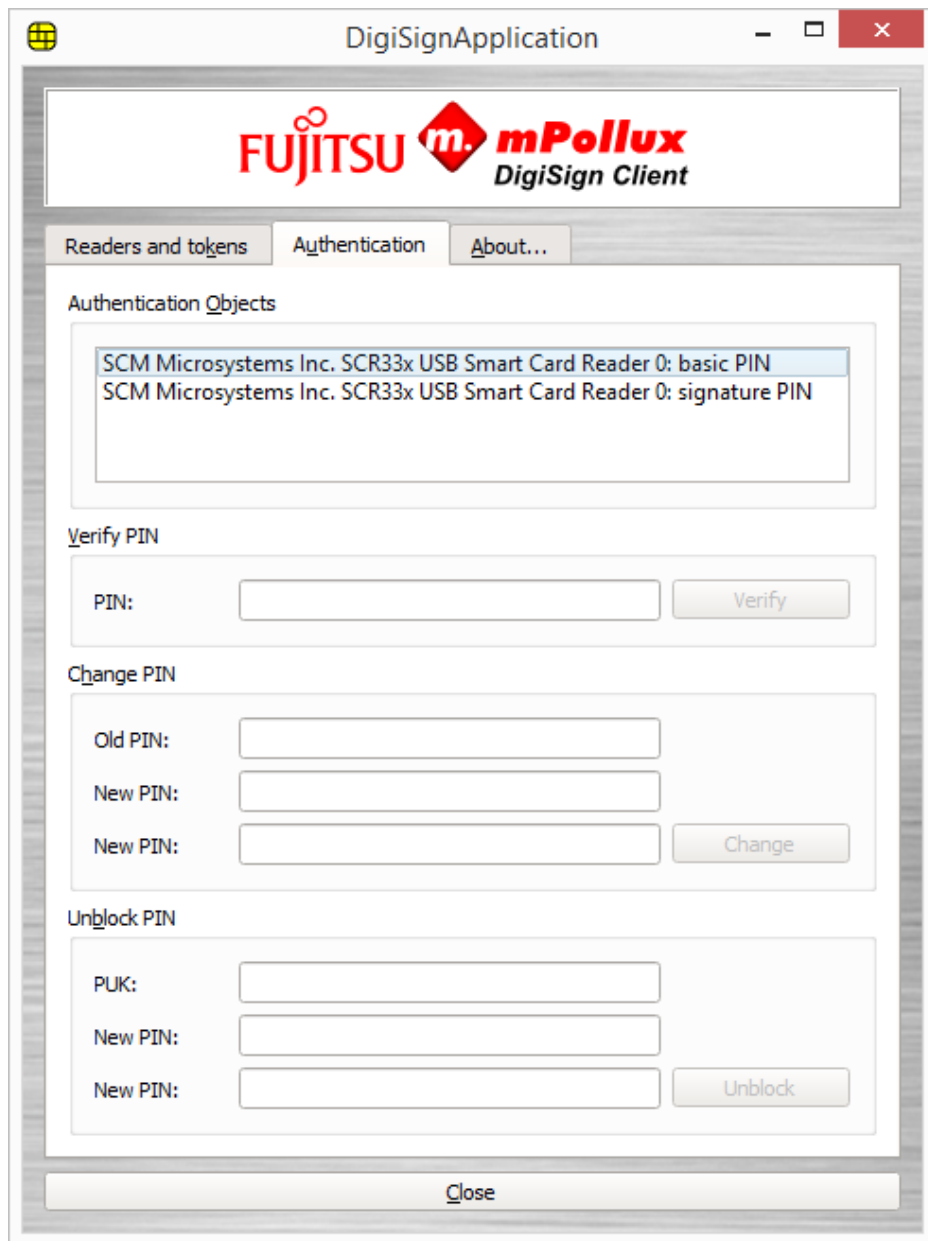 DigiSignApplication
FUJITSU m. mPollux
DigiSign Client
Readers and tokens Authentication About...
Authentication Objects
SCM Microsystems Inc. SCR33x USB Smart Card Reader 0: basic PIN
SCM Microsystems Inc. SCR33x USB Smart Card Reader 0: signature PIN
Verify PIN
PIN: Verify
Change PIN
Old PIN:
New PIN:
New PIN: Change
Unblock PIN
PUK:
New PIN:
New PIN: Unblock
Close